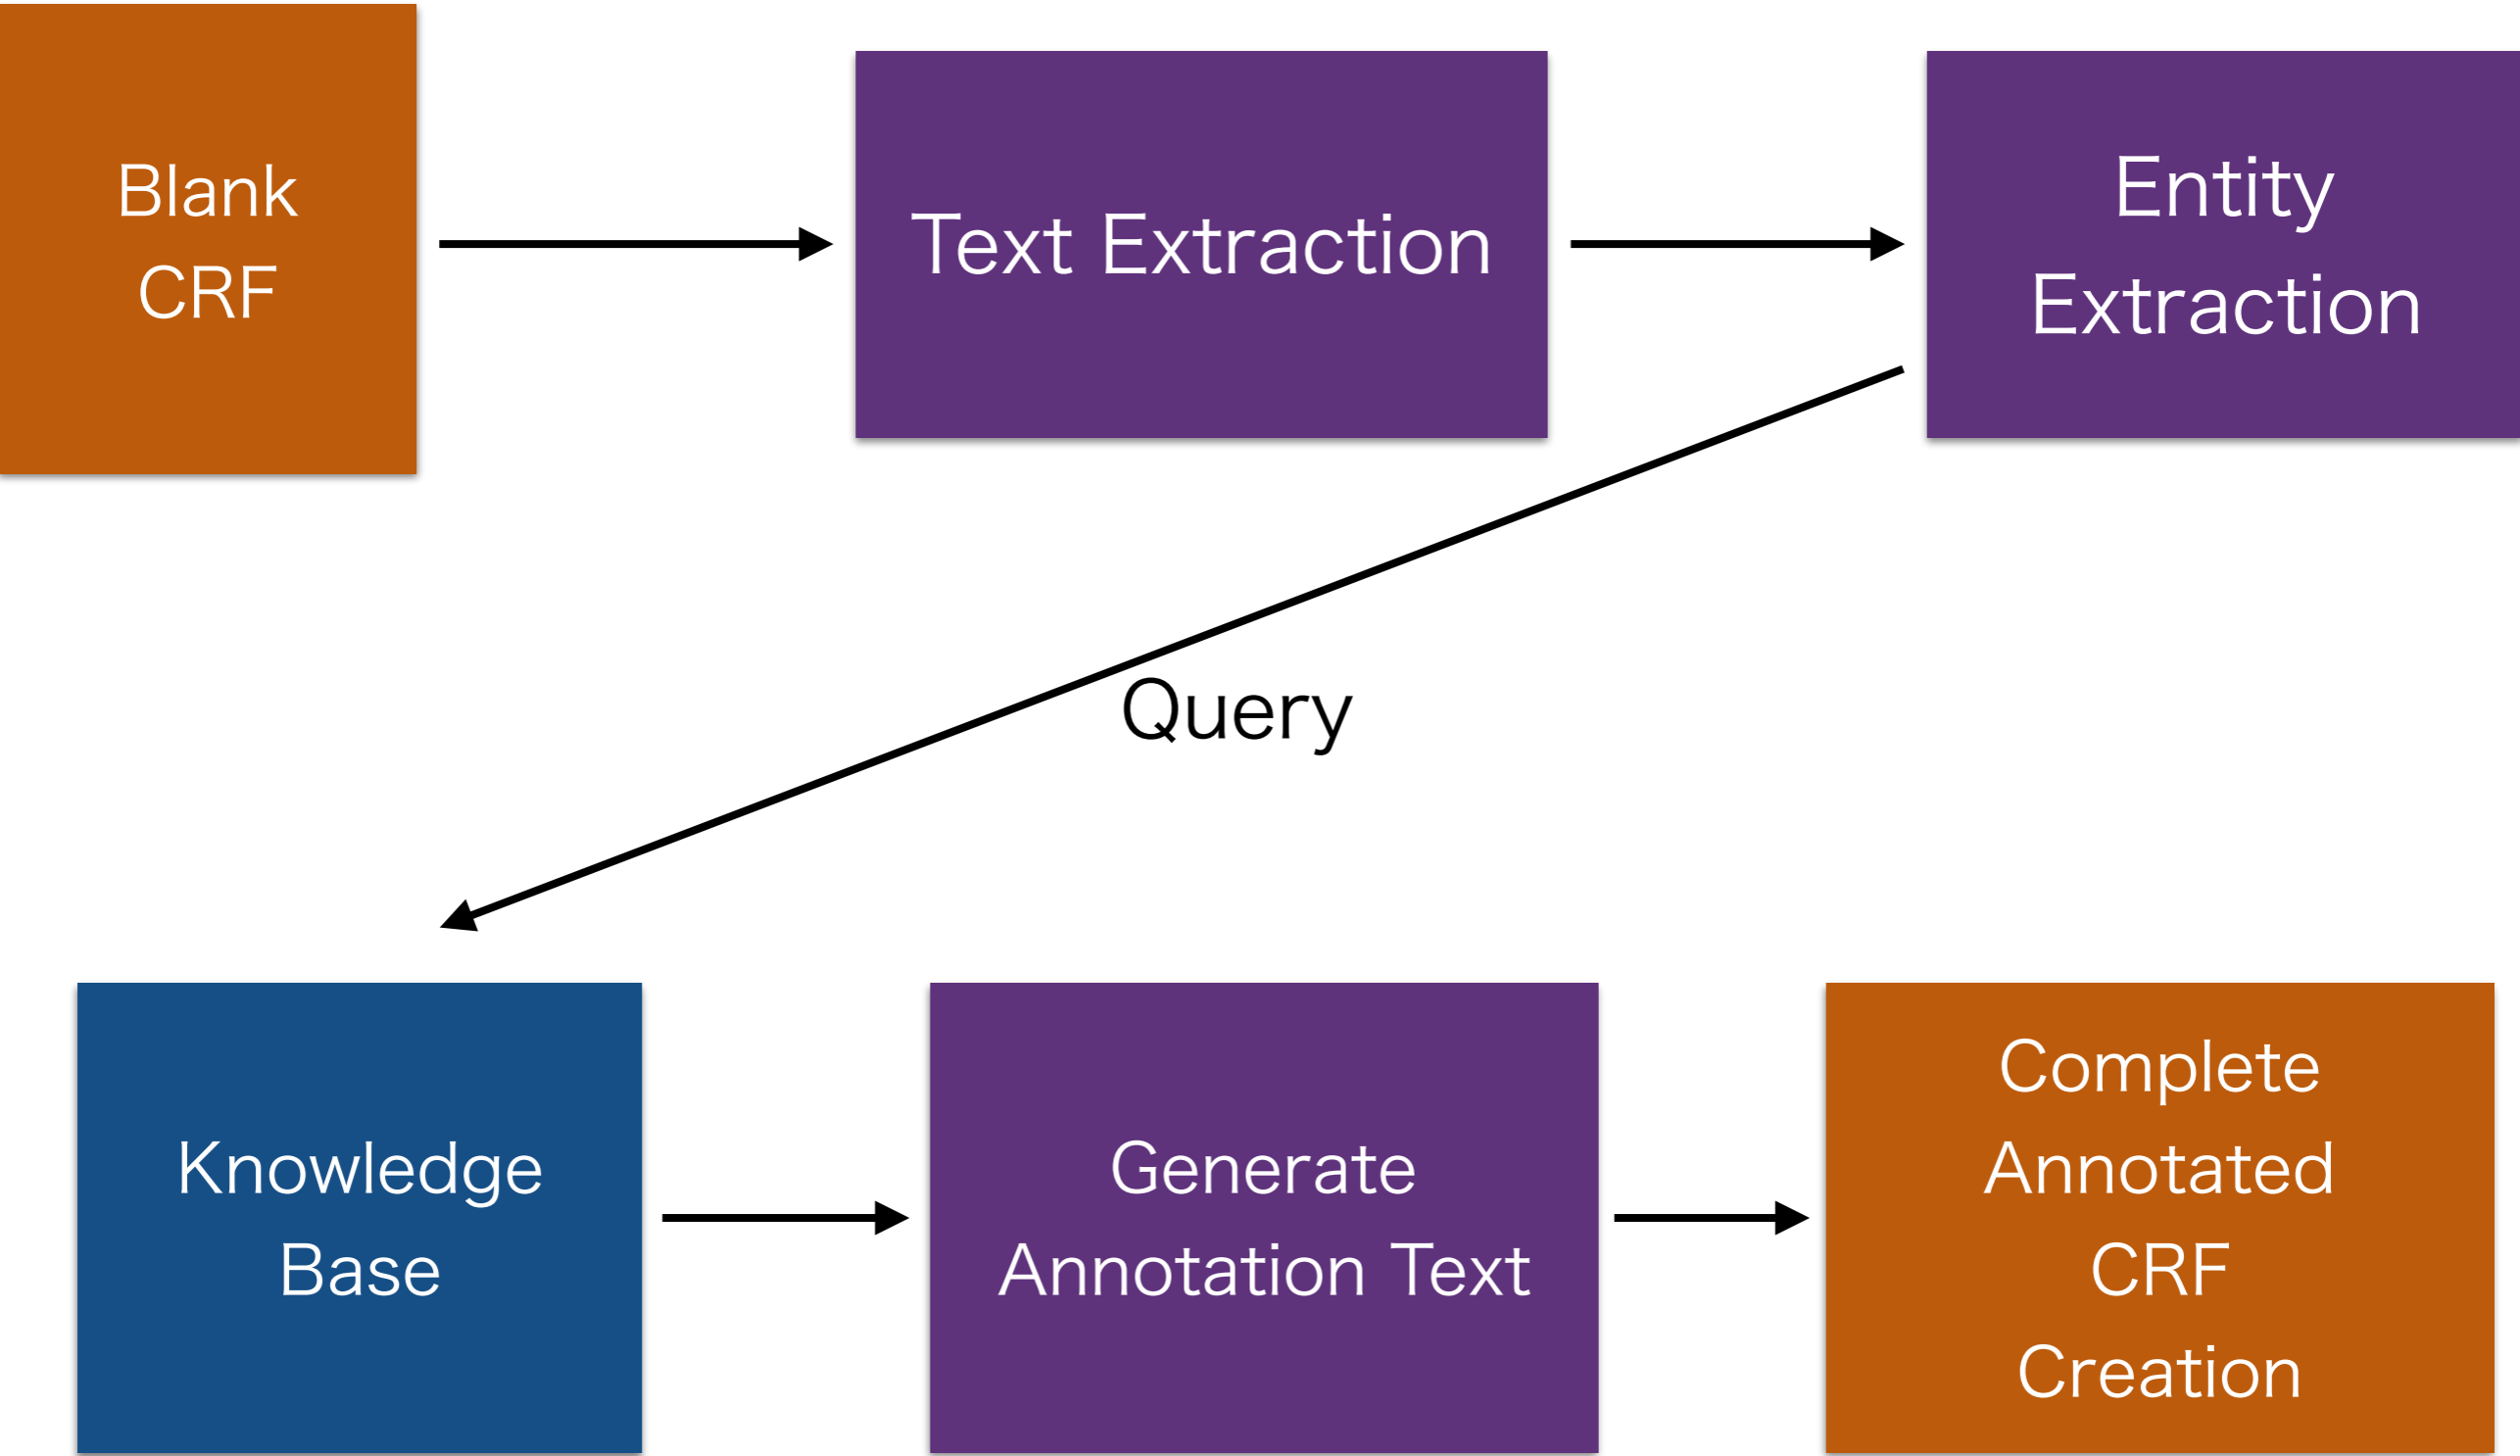 Blank
CRF
Text Extraction
Entity
Extraction
Query
Knowledge
Base
Generate
Annotation Text
Complete
Annotated
CRF
Creation